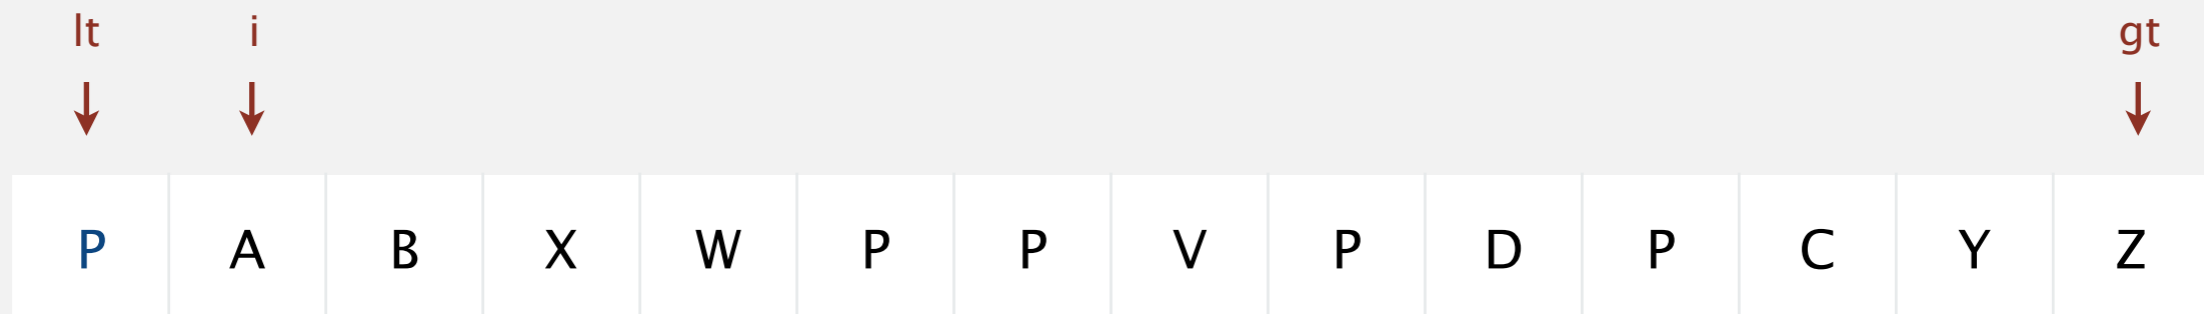 lt i gt
P A B X W P P V P D P C Y Z